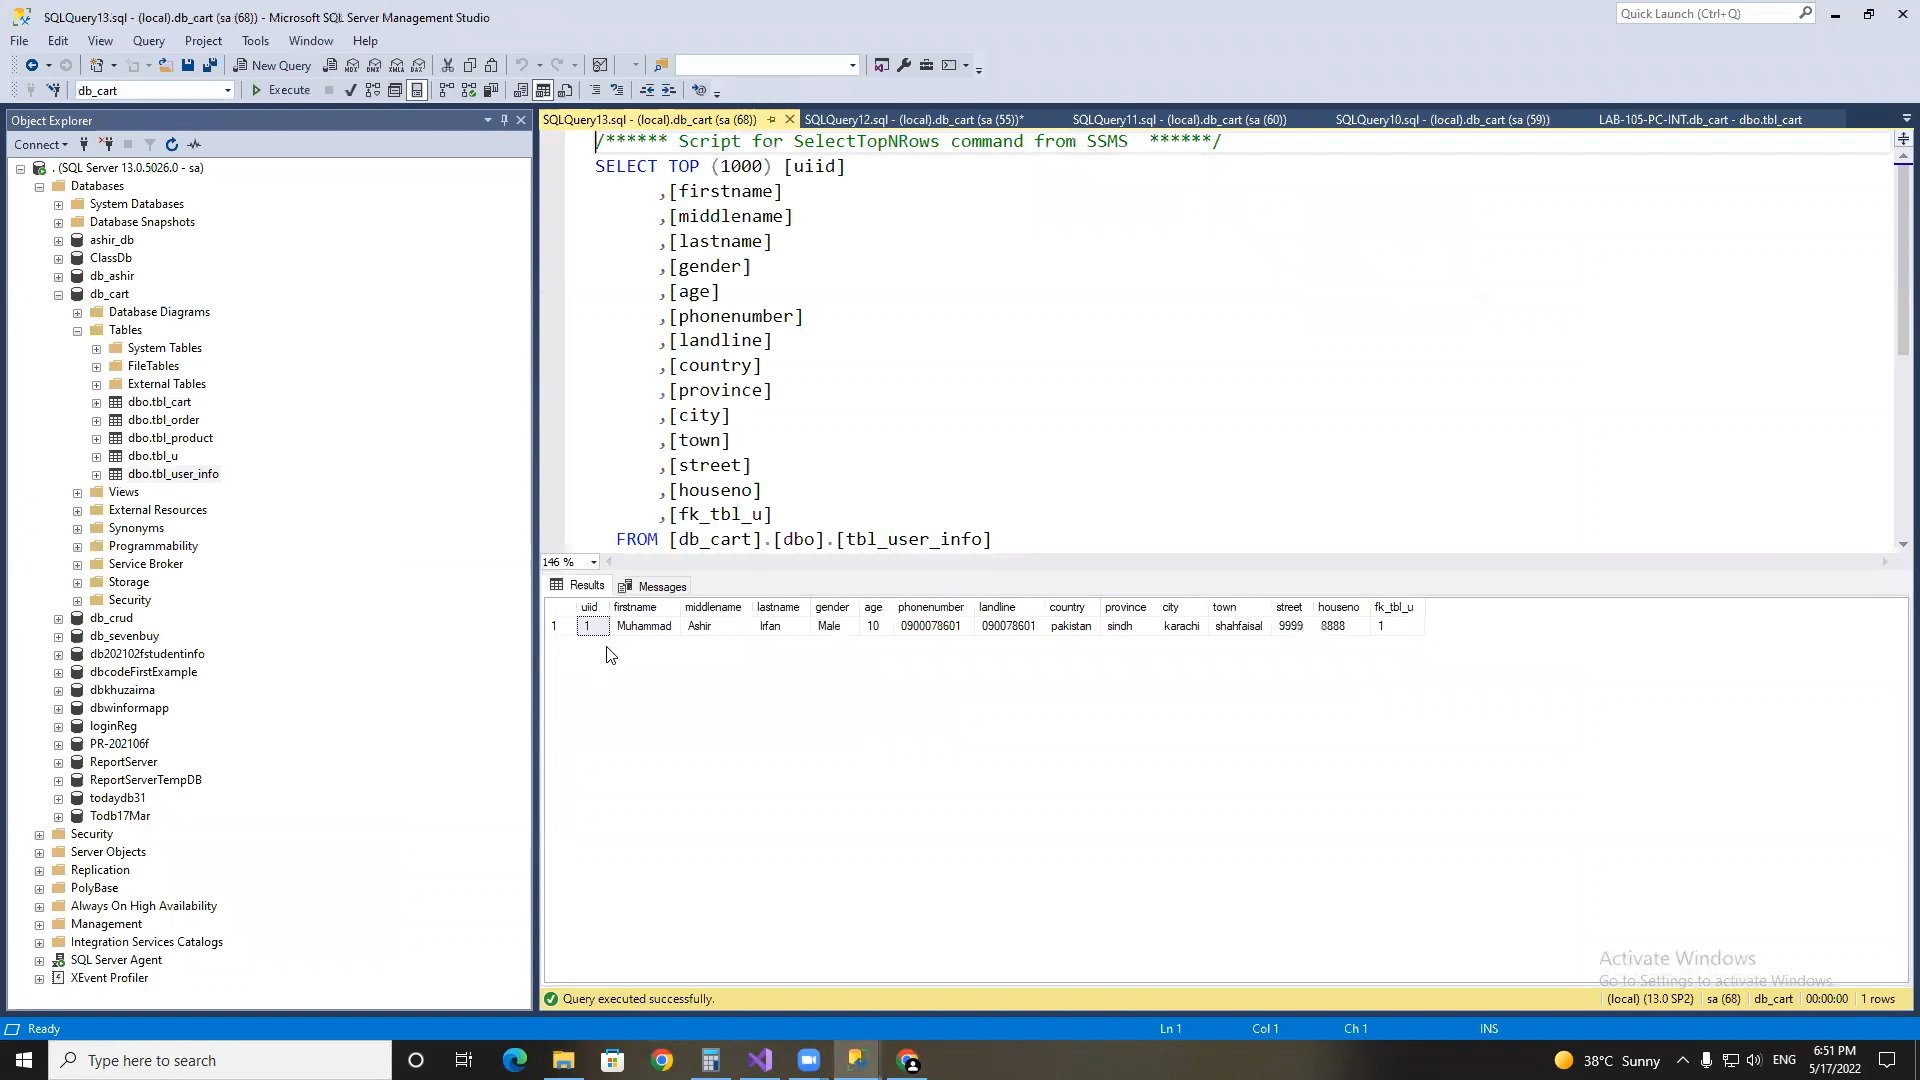 SQLQuery13.sql - (local).db_cart (sa (68)) - Microsoft SQL Server Management Studio
Quick Launch (Ctrl+Q)
File Edit View Query Project Tools Window Help
New Query
db_cart
Execute
Object Explorer
Connect
. (SQL Server 13.0.5026.0 - sa)
Databases
System Databases
Database Snapshots
ashir_db
ClassDb
db_ashir
db_cart
Database Diagrams
Tables
System Tables
FileTables
External Tables
dbo.tbl_cart
dbo.tbl_order
dbo.tbl_product
dbo.tbl_u
dbo.tbl_user_info
Views
External Resources
Synonyms
Programmability
Service Broker
Storage
Security
db_crud
db_sevenbuy
db202102fstudentinfo
dbcodeFirstExample
dbkhuzaima
dbwinformapp
loginReg
PR-202106f
ReportServer
ReportServerTempDB
todaydb31
Todb17Mar
Security
Server Objects
Replication
PolyBase
Always On High Availability
Management
Integration Services Catalogs
SQL Server Agent
XEvent Profiler
SQLQuery13.sql - (local).db_cart (sa (68)) SQLQuery12.sql - (local).db_cart (sa (55))* SQLQuery11.sql - (local).db_cart (sa (60)) SQLQuery10.sql - (local).db_cart (sa (59)) LAB-105-PC-INT.db_cart - dbo.tbl_cart
/****** Script for SelectTopNRows command from SSMS ******/
SELECT TOP (1000) [uiid]
,[firstname]
,[middlename]
,[lastname]
,[gender]
,[age]
,[phonenumber]
,[landline]
,[country]
,[province]
,[city]
,[town]
,[street]
,[houseno]
,[fk_tbl_u]
FROM [db_cart].[dbo].[tbl_user_info]
146 %
Results Messages
uiid firstname middlename lastname gender age phonenumber landline country province city town street houseno fk_tbl_u
1 1 Muhammad Ashir Irfan Male 10 0900078601 090078601 pakistan sindh karachi shahfaisal 9999 8888 1
Activate Windows
Go to Settings to activate Windows.
Query executed successfully.
(local) (13.0 SP2) sa (68) db_cart 00:00:00 1 rows
Ready Ln 1 Col 1 Ch 1 INS
Type here to search
38°C Sunny ENG
6:51 PM
5/17/2022